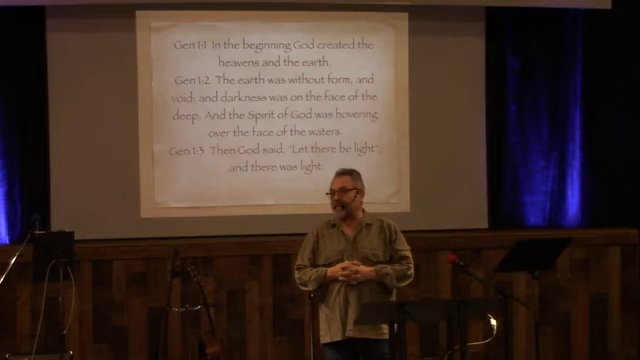 Gen 1:1 In the beginning God created the
heavens and the earth.
Gen 1:2 The earth was without form, and
void; and darkness was on the face of the
deep. And the Spirit of God was hovering
over the face of the waters.
Gen 1:3 Then God said, "Let there be light";
and there was light.